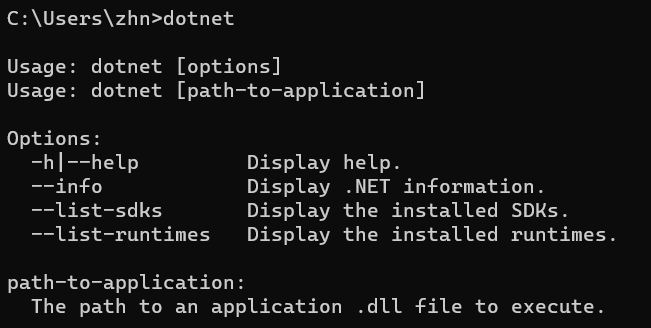 C:\Users\zhn>dotnet
Usage: dotnet [options]
Usage: dotnet [path-to-application]
Options:
-h|--help Display help.
--info Display .NET information.
--list-sdks Display the installed SDKs.
--list-runtimes Display the installed runtimes.
path-to-application:
The path to an application .dll file to execute.